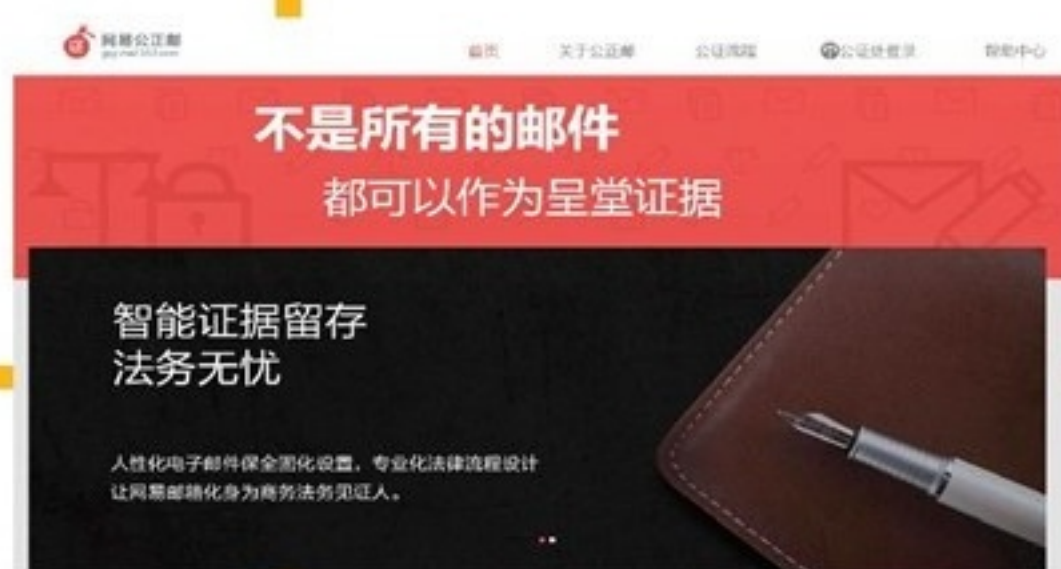 网易公正邮
首页 关于公正邮 公证流程 公证处登录 帮助中心
不是所有的邮件
都可以作为呈堂证据
智能证据留存
法务无忧
人性化电子邮件保全固化设置，专业化法律流程设计
让网易邮箱化身为商务法务见证人。